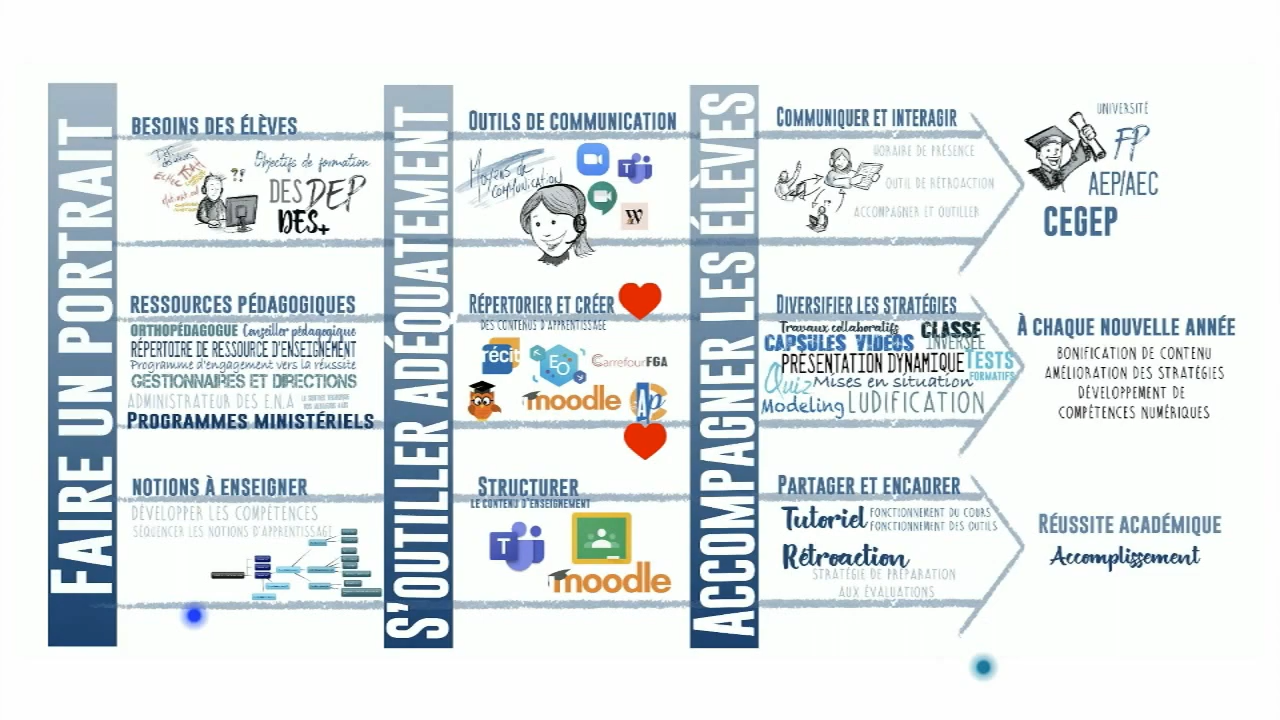 FAIRE UN PORTRAIT
BESOINS DES ÉLÈVES
??
Objectifs de formation
DES DEP
DES+
RESSOURCES PÉDAGOGIQUES
ORTHOPÉDAGOGUE Conseiller pédagogique
RÉPERTOIRE DE RESSOURCE D'ENSEIGNEMENT
Programme d'engagement vers la réussite
GESTIONNAIRES ET DIRECTIONS
ADMINISTRATEUR DES E.N.A
PROGRAMMES MINISTÉRIELS
NOTIONS À ENSEIGNER
DÉVELOPPER LES COMPÉTENCES
SÉQUENCER LES NOTIONS D'APPRENTISSAGE
S'OUTILLER ADÉQUATEMENT
OUTILS DE COMMUNICATION
Moyens de
communication
T
W
RÉPERTORIER ET CRÉER
DES CONTENUS D'APPRENTISSAGE
récit
EO
CarrefourFGA
moodle
AP
STRUCTURER
LE CONTENU D'ENSEIGNEMENT
T
moodle
ACCOMPAGNER LES ÉLÈVES
COMMUNIQUER ET INTERAGIR
HORAIRE DE PRÉSENCE
OUTIL DE RÉTROACTION
ACCOMPAGNER ET OUTILLER
DIVERSIFIER LES STRATÉGIES
Travaux collaboratifs
CLASSE
INVERSÉE
CAPSULES VIDÉOS
PRÉSENTATION DYNAMIQUE
TESTS
FORMATIFS
Quiz
Mises en situation
Modeling
LUDIFICATION
PARTAGER ET ENCADRER
Tutoriel
FONCTIONNEMENT DU COURS
FONCTIONNEMENT DES OUTILS
Rétroaction
STRATÉGIE DE PRÉPARATION
AUX ÉVALUATIONS
UNIVERSITÉ
FP
AEP/AEC
CEGEP
À CHAQUE NOUVELLE ANNÉE
BONIFICATION DE CONTENU
AMÉLIORATION DES STRATÉGIES
DÉVELOPPEMENT DE
COMPÉTENCES NUMÉRIQUES
RÉUSSITE ACADÉMIQUE
Accomplissement